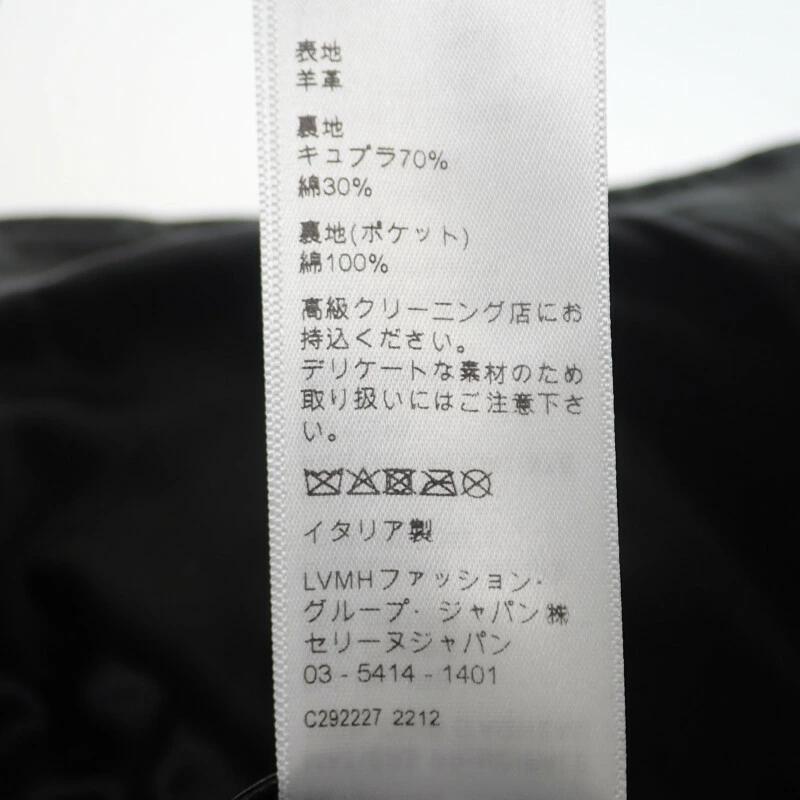 表地
羊革
裏地
キュプラ70%
綿30%
裏地(ポケット)
綿100%
高級クリーニング店にお
持込ください。
デリケートな素材のため
取り扱いにはご注意下さ
い。
イタリア製
LVMHファッション・
グループ・ジャパン㈱
セリーヌジャパン
03 - 5414 - 1401
C292227 2212